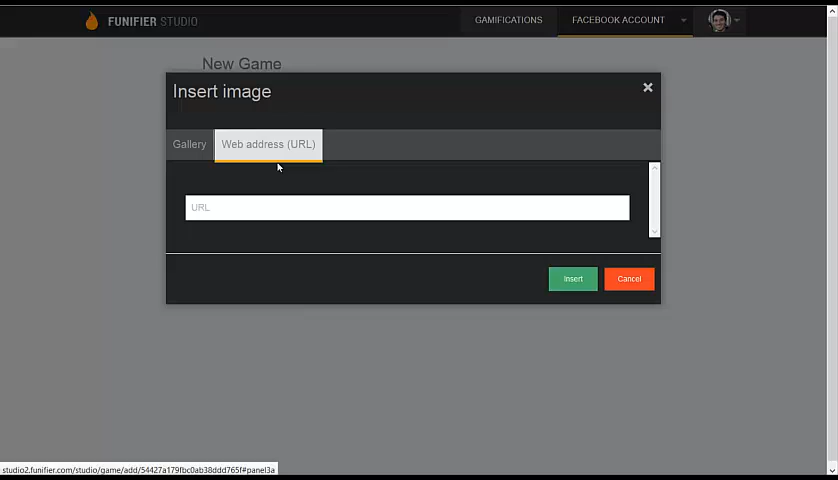 FUNIFIER STUDIO
GAMIFICATIONS
FACEBOOK ACCOUNT
New Game
Insert image
Gallery
Web address (URL)
URL
Insert
Cancel
studio2.funifier.com/studio/game/add/54427a179fbc0ab38ddd765f#panel3a